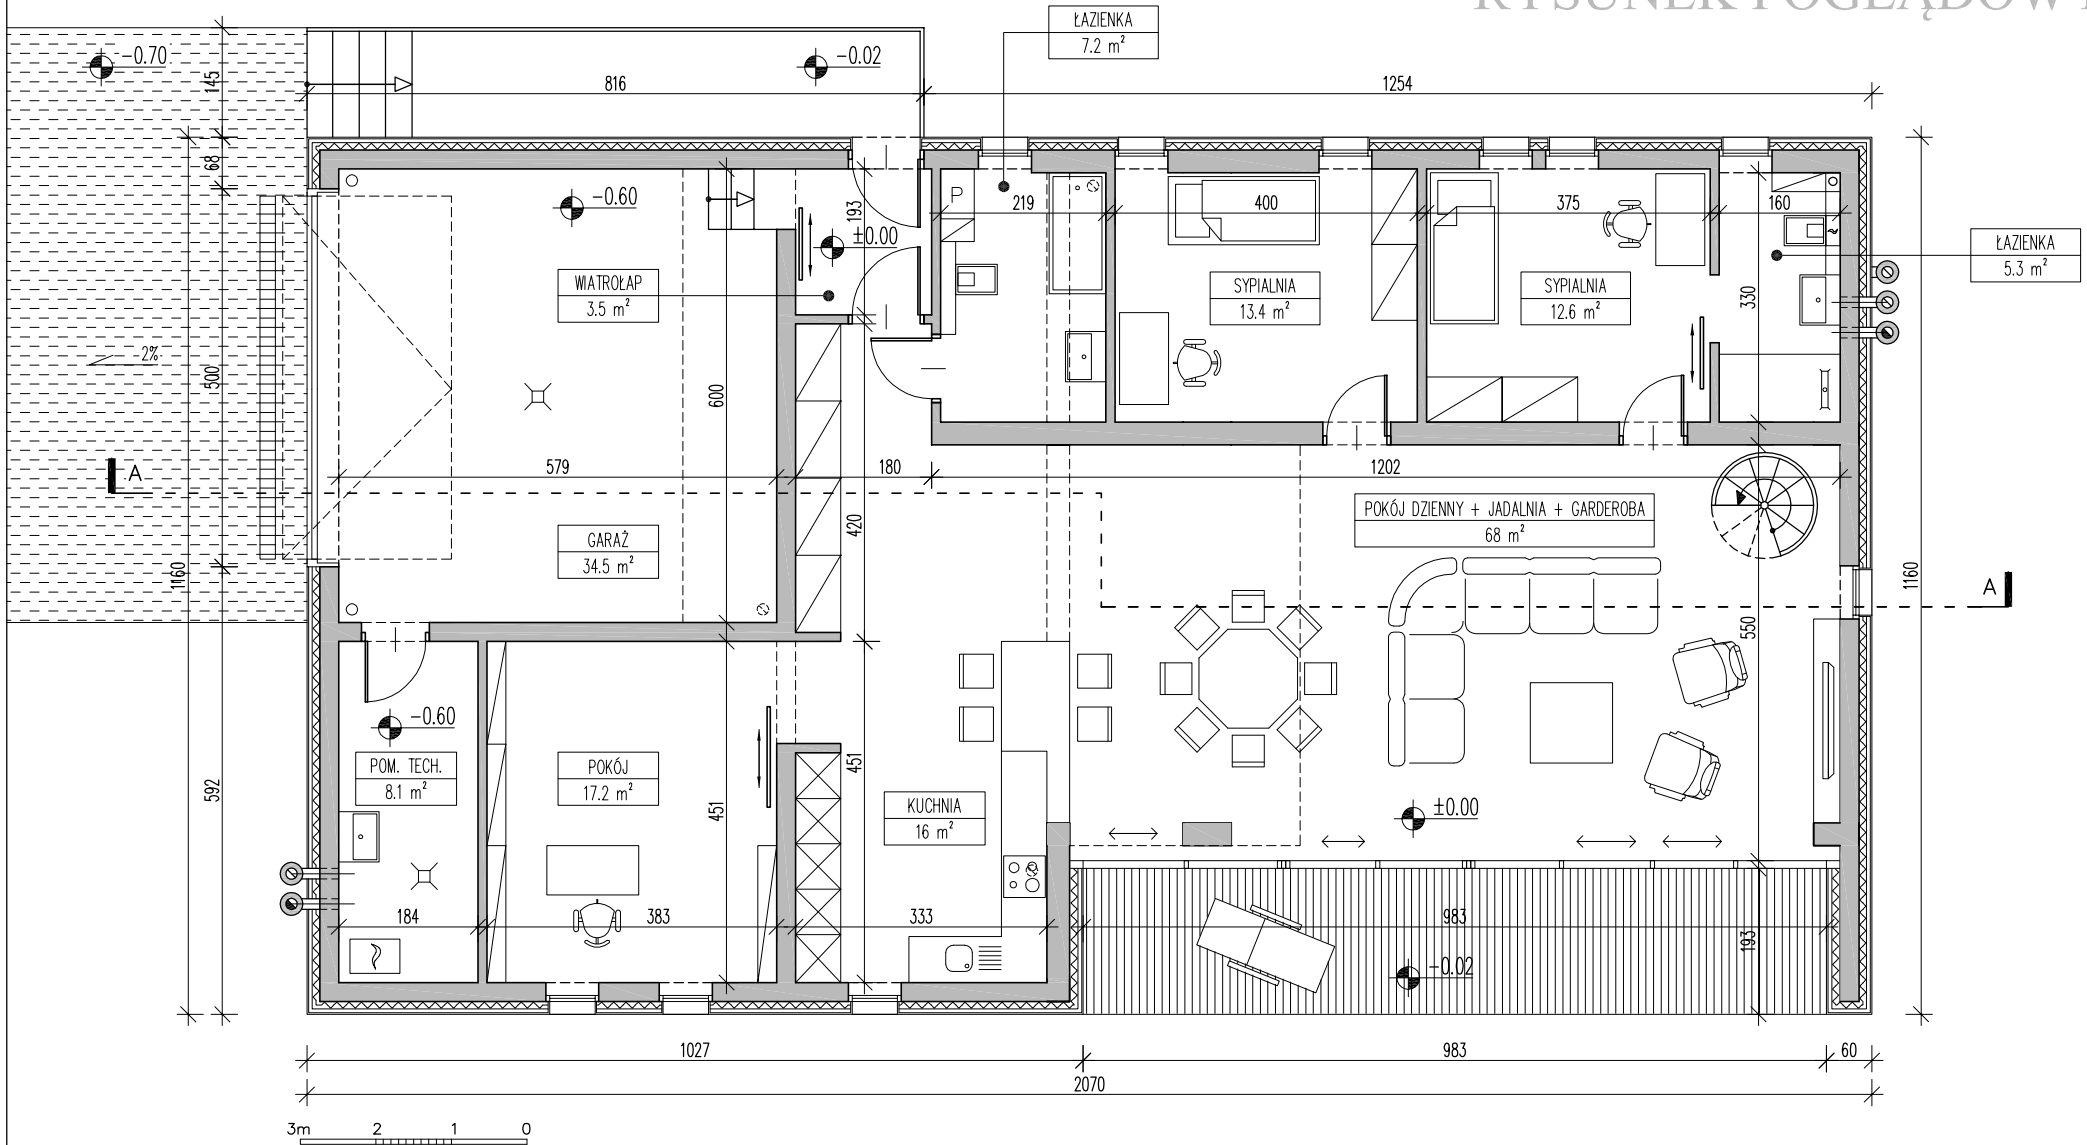 RYSUNEK POGLĄDOWY
ŁAZIENKA
7.2 m²
-0.70
-0.02
145
816
1254
68
-0.60
193
±0.00
P
219
400
375
160
WIATROŁAP
3.5 m²
SYPIALNIA
13.4 m²
SYPIALNIA
12.6 m²
330
ŁAZIENKA
5.3 m²
2%
500
600
A
579
180
1202
420
POKÓJ DZIENNY + JADALNIA + GARDEROBA
68 m²
GARAŻ
34.5 m²
1160
1160
A
550
-0.60
POM. TECH.
8.1 m²
POKÓJ
17.2 m²
451
451
KUCHNIA
16 m²
±0.00
592
184
383
333
983
193
-0.02
1027
983
60
2070
3m 2 1 0